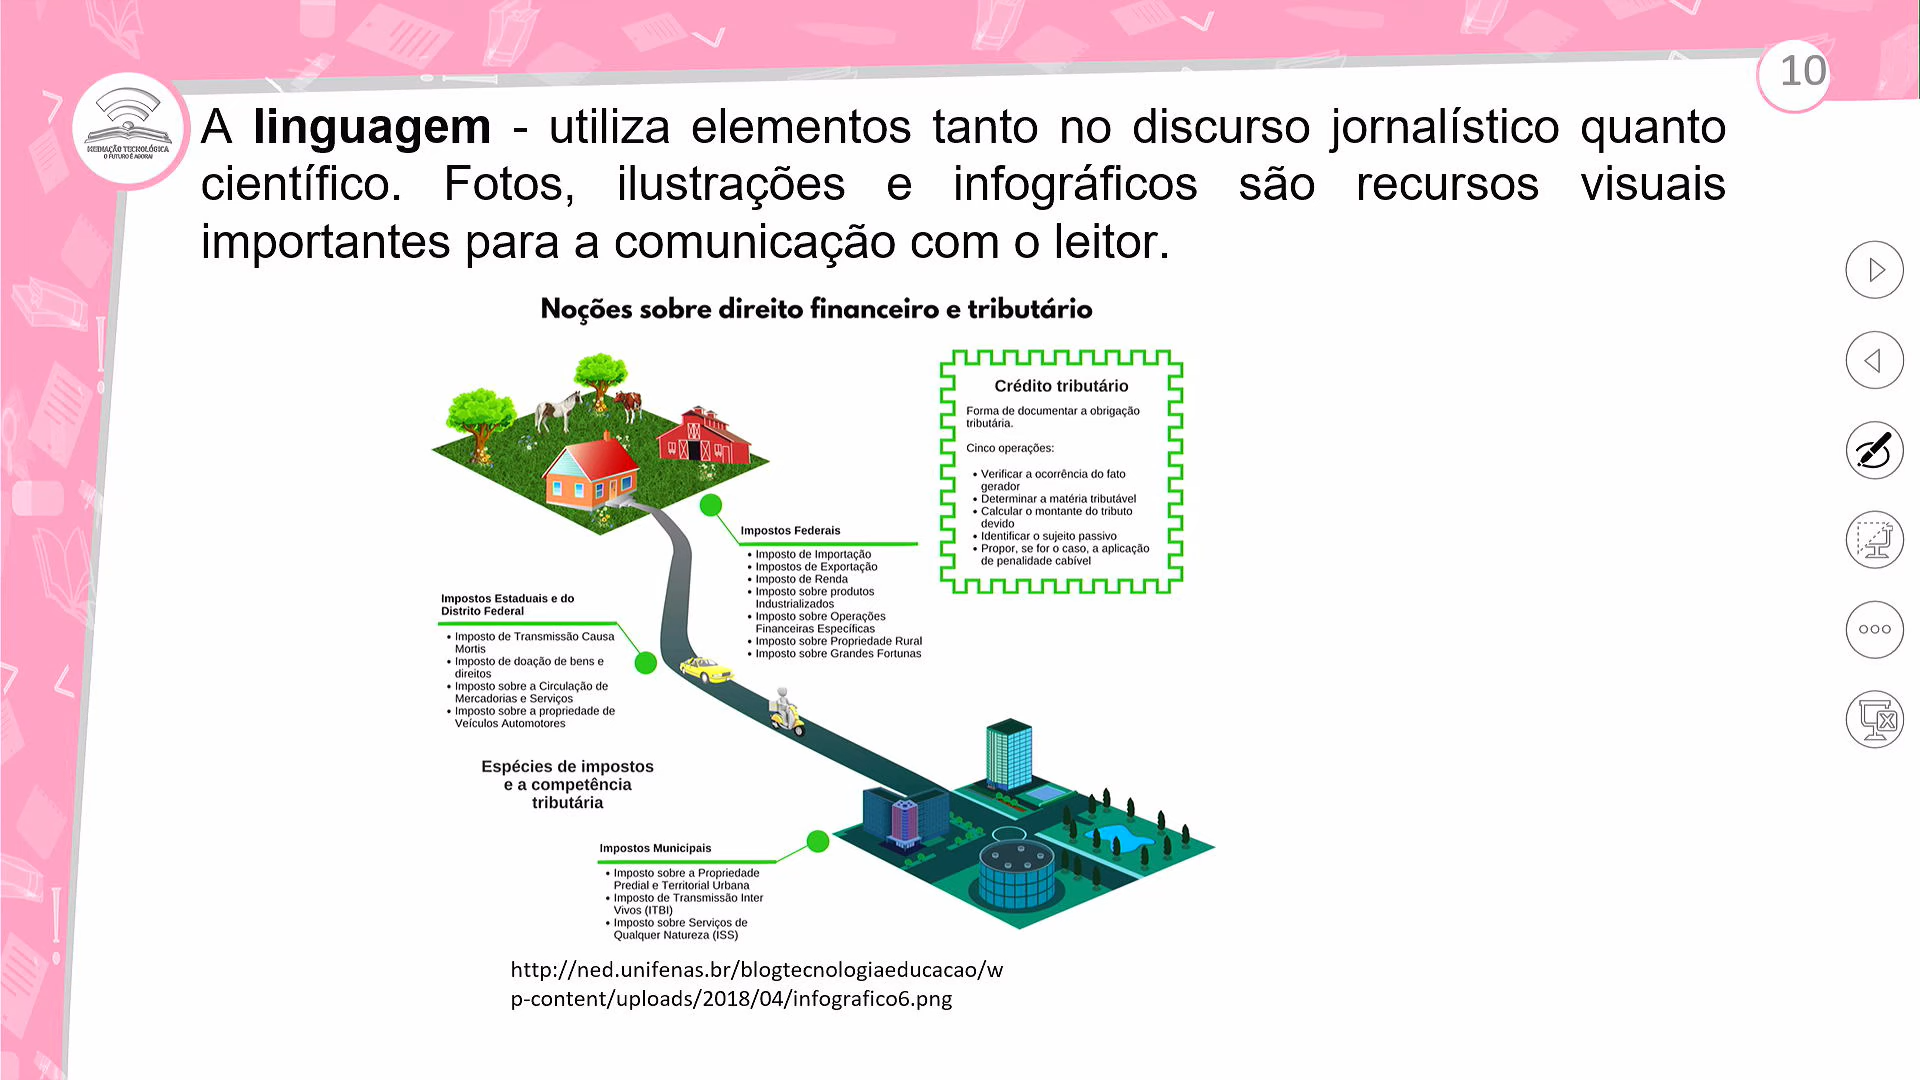 10
MEDIAÇÃO TECNOLÓGICA
O FUTURO É AGORA!
A linguagem - utiliza elementos tanto no discurso jornalístico quanto
científico. Fotos, ilustrações e infográficos são recursos visuais
importantes para a comunicação com o leitor.
Noções sobre direito financeiro e tributário
Crédito tributário
Forma de documentar a obrigação
tributária.
Cinco operações:
• Verificar a ocorrência do fato
gerador
• Determinar a matéria tributável
• Calcular o montante do tributo
devido
• Identificar o sujeito passivo
• Propor, se for o caso, a aplicação
de penalidade cabível
Impostos Federais
• Imposto de Importação
• Impostos de Exportação
• Imposto de Renda
• Imposto sobre produtos
Industrializados
• Imposto sobre Operações
Financeiras Específicas
• Imposto sobre Propriedade Rural
• Imposto sobre Grandes Fortunas
Impostos Estaduais e do
Distrito Federal
• Imposto de Transmissão Causa
Mortis
• Imposto de doação de bens e
direitos
• Imposto sobre a Circulação de
Mercadorias e Serviços
• Imposto sobre a propriedade de
Veículos Automotores
Espécies de impostos
e a competência
tributária
Impostos Municipais
• Imposto sobre a Propriedade
Predial e Territorial Urbana
• Imposto de Transmissão Inter
Vivos (ITBI)
• Imposto sobre Serviços de
Qualquer Natureza (ISS)
http://ned.unifenas.br/blogtecnologiaeducacao/w
p-content/uploads/2018/04/infografico6.png